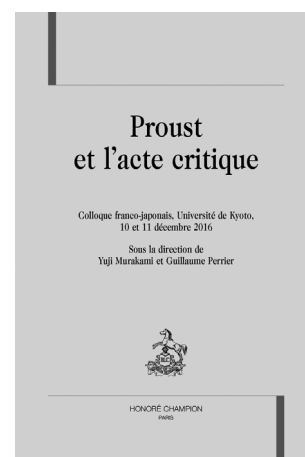 Proust
et l'acte critique
Colloque franco-japonais, Université de Kyoto,
10 et 11 décembre 2016
Sous la direction de
Yuji Murakami et Guillaume Perrier
HONORÉ CHAMPION
PARIS